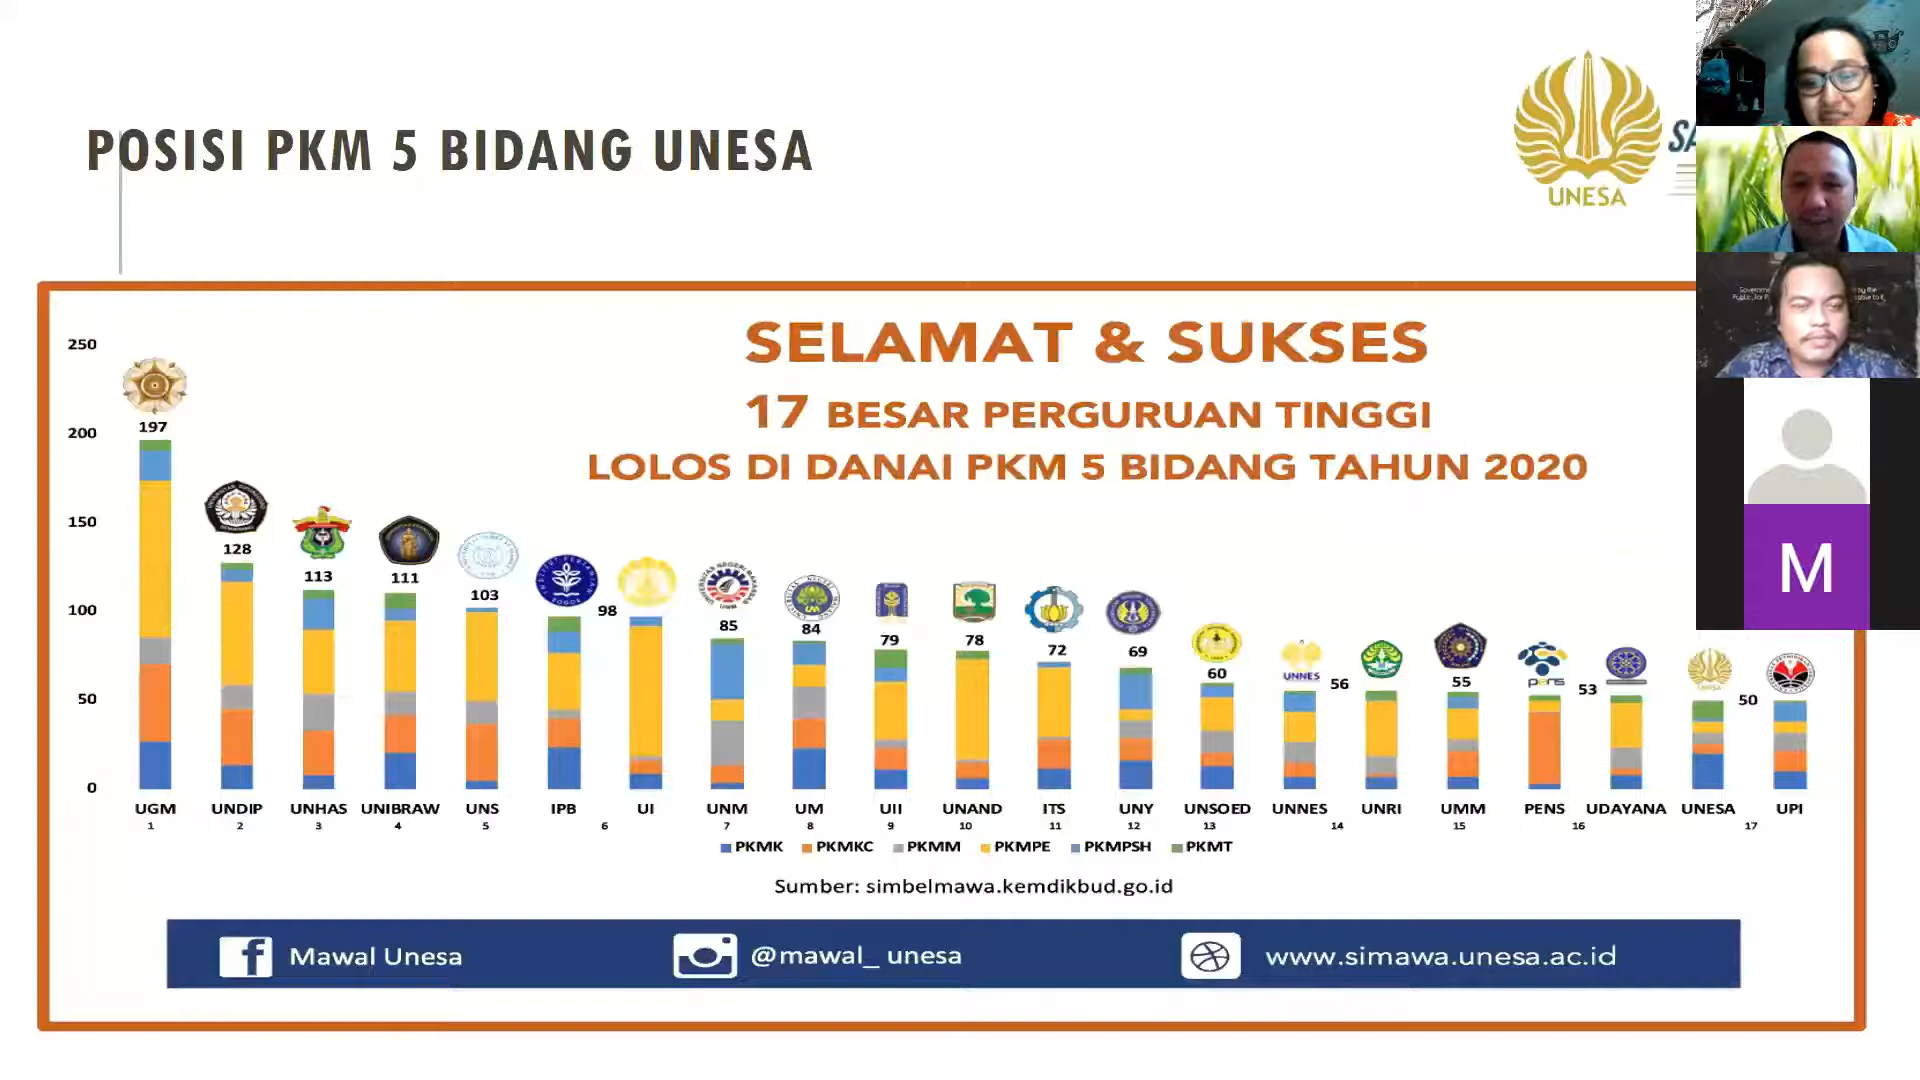 POSISI PKM 5 BIDANG UNESA
UNESA
SELAMAT & SUKSES
17 BESAR PERGURUAN TINGGI
LOLOS DI DANAI PKM 5 BIDANG TAHUN 2020
250
200
150
100
50
0
197
128
113
111
103
98
85
84
79
78
72
69
60
56
55
53
50
UNNES
pens
UGM UNDIP UNHAS UNIBRAW UNS IPB UI UNM UM UII UNAND ITS UNY UNSOED UNNES UNRI UMM PENS UDAYANA UNESA UPI
1 2 3 4 5 6 7 8 9 10 11 12 13 14 15 16 17
PKMK PKMKC PKMM PKMPE PKMPSH PKMT
Sumber: simbelmawa.kemdikbud.go.id
Mawal Unesa @mawal_ unesa www.simawa.unesa.ac.id
M